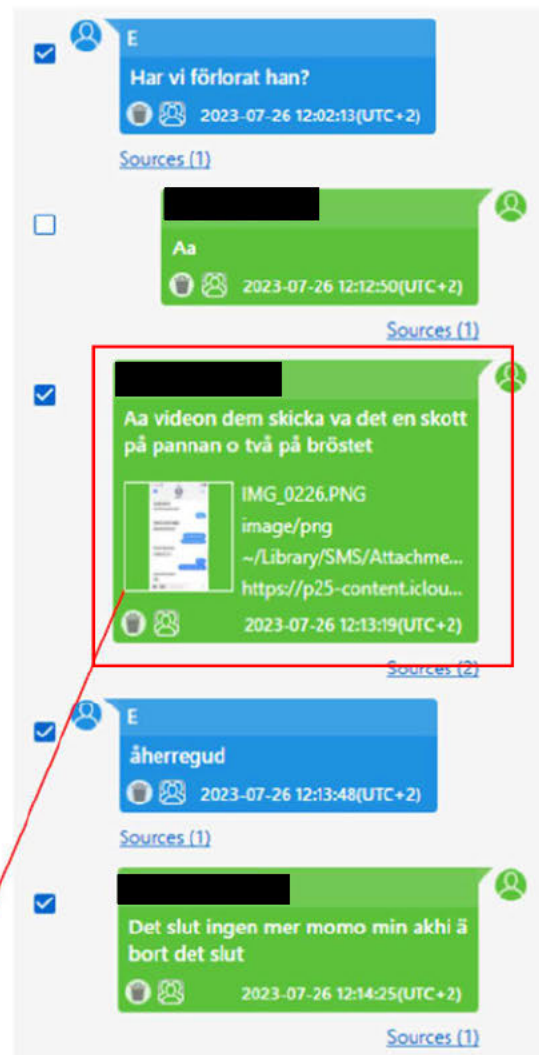 E
Har vi förlorat han?
2023-07-26 12:02:13(UTC+2)
Sources (1)
Aa
2023-07-26 12:12:50(UTC+2)
Sources (1)
Aa videon dem skicka va det en skott
på pannan o två på bröstet
IMG_0226.PNG
image/png
~/Library/SMS/Attachme...
https://p25-content.iclou...
2023-07-26 12:13:19(UTC+2)
Sources (2)
E
åherregud
2023-07-26 12:13:48(UTC+2)
Sources (1)
Det slut ingen mer momo min akhi ä
bort det slut
2023-07-26 12:14:25(UTC+2)
Sources (1)